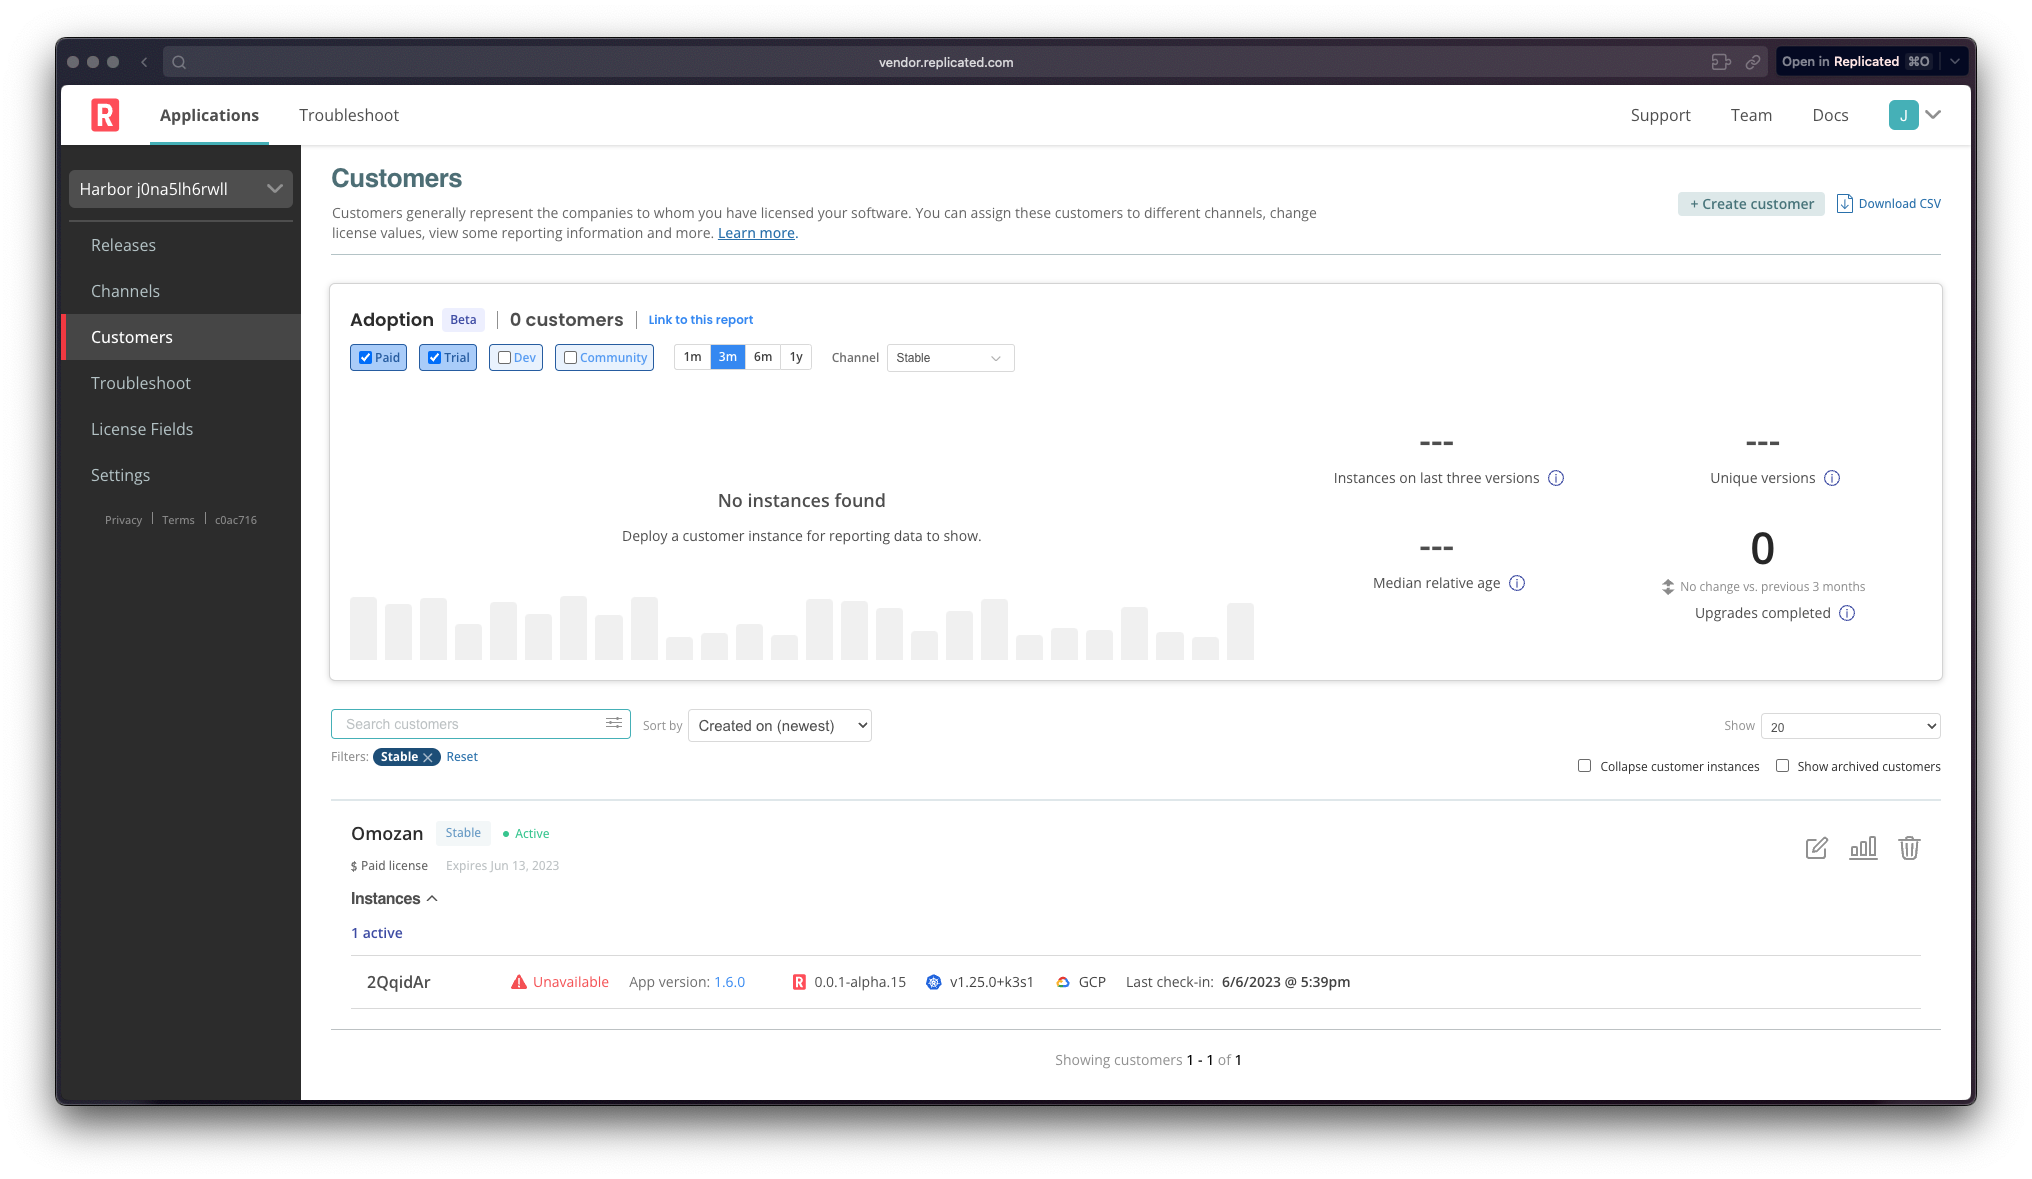 vendor.replicated.com
Open in Replicated ⌘O
R
Applications
Troubleshoot
Support
Team
Docs
J
Harbor j0na5lh6rwll
Releases
Channels
Customers
Troubleshoot
License Fields
Settings
Privacy
Terms
c0ac716
Customers
Customers generally represent the companies to whom you have licensed your software. You can assign these customers to different channels, change
license values, view some reporting information and more. Learn more.
+ Create customer
Download CSV
Adoption Beta 0 customers Link to this report
Paid Trial Dev Community 1m 3m 6m 1y Channel Stable
No instances found
Deploy a customer instance for reporting data to show.
---
Instances on last three versions
---
Unique versions
---
Median relative age
0
No change vs. previous 3 months
Upgrades completed
Search customers
Sort by Created on (newest)
Show 20
Filters: Stable Reset
Collapse customer instances Show archived customers
Omozan Stable Active
$ Paid license Expires Jun 13, 2023
Instances
1 active
2QqidAr Unavailable App version: 1.6.0 R 0.0.1-alpha.15 v1.25.0+k3s1 GCP Last check-in: 6/6/2023 @ 5:39pm
Showing customers 1 - 1 of 1